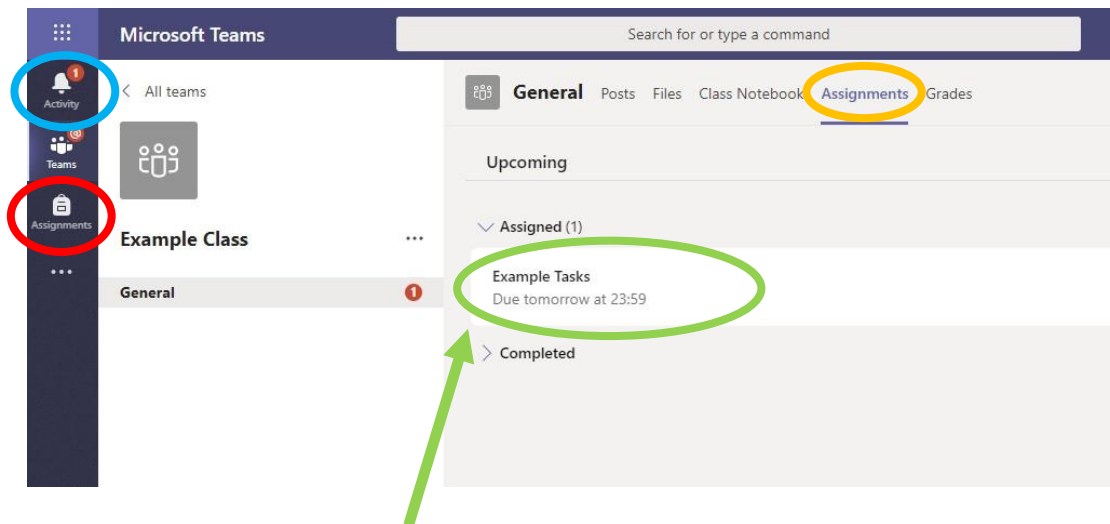 Microsoft Teams
Search for or type a command
1
Activity
@
Teams
Assignments
All teams
Example Class
General
1
General Posts Files Class Notebook Assignments Grades
Upcoming
Assigned (1)
Example Tasks
Due tomorrow at 23:59
Completed